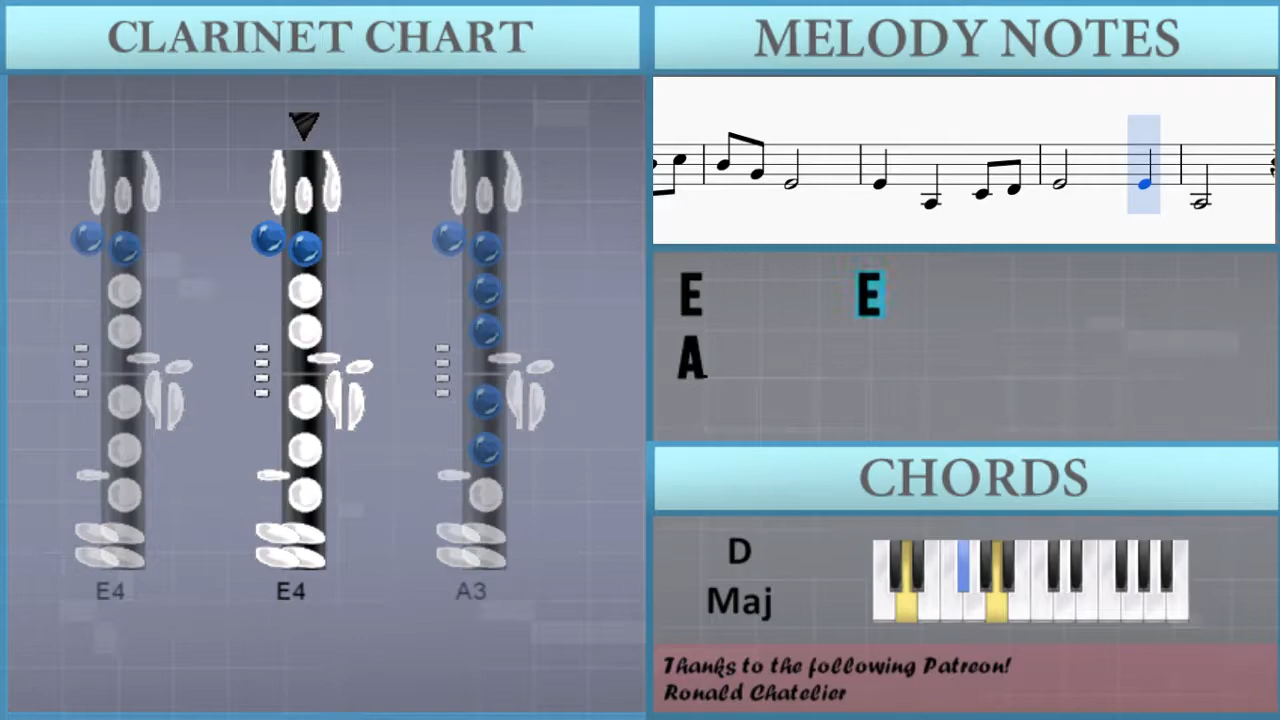 CLARINET CHART
E4 E4 A3
MELODY NOTES
E E
A
CHORDS
D
Maj
Thanks to the following Patreon!
Ronald Chatelier